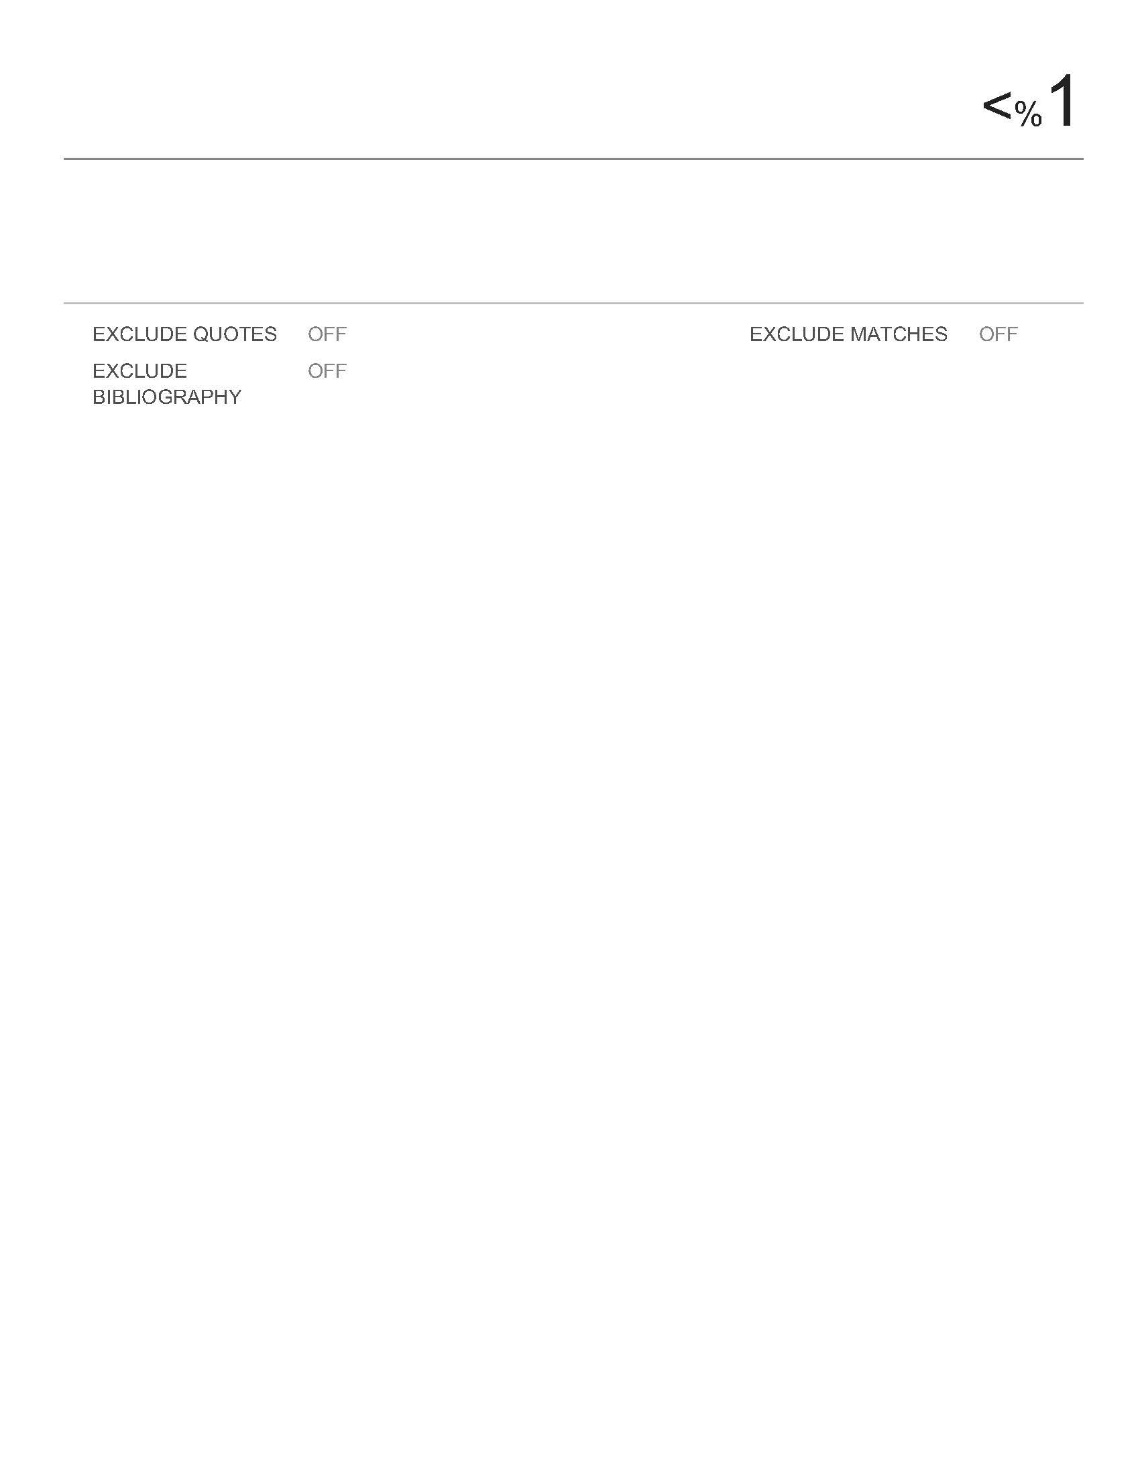 <%1
EXCLUDE QUOTES OFF
EXCLUDE MATCHES OFF
EXCLUDE OFF
BIBLIOGRAPHY